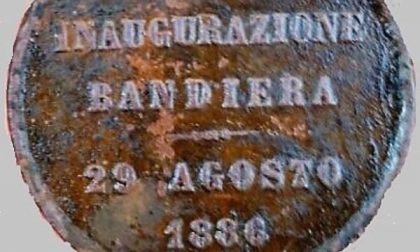 INAUGURAZIONE
BANDIERA
29 AGOSTO
1886